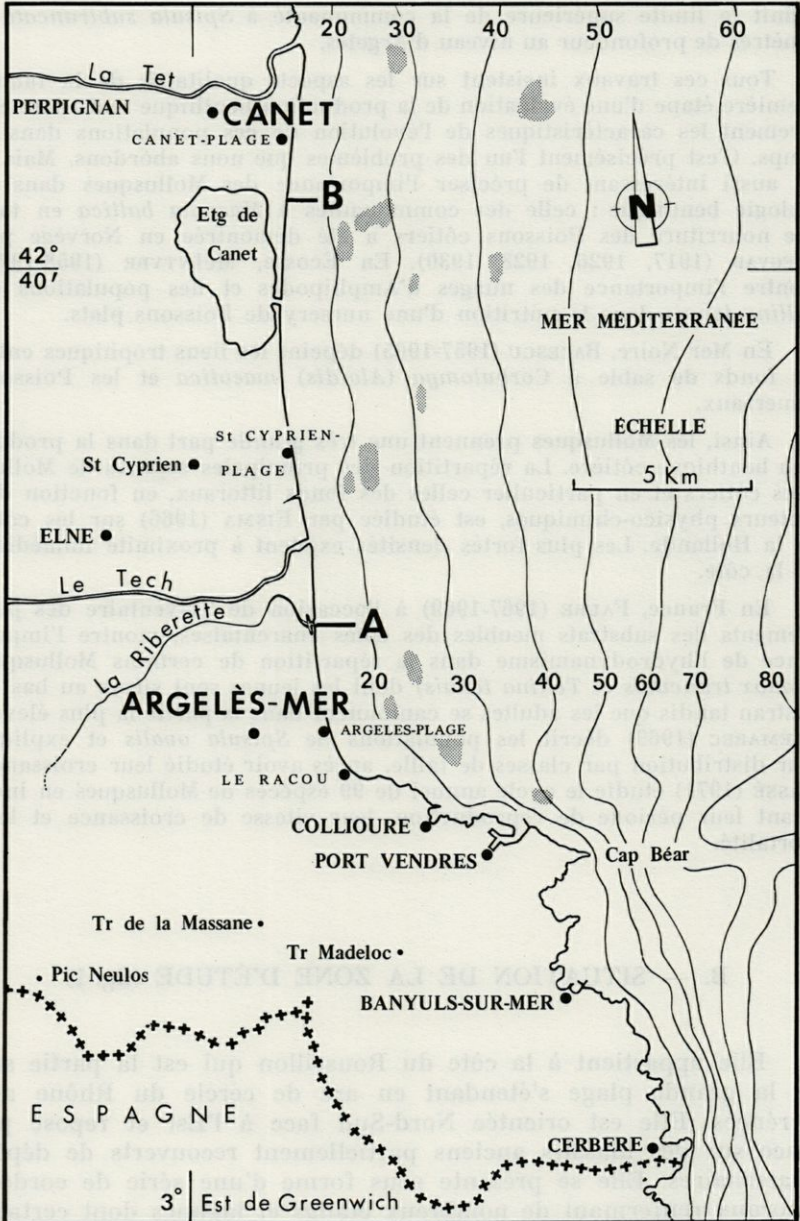 20 30 40 50 60
La Tet
PERPIGNAN
CANET
CANET-PLAGE
B
Etg de
Canet
N
42°
40'
MER MÉDITERRANÉE
ÉCHELLE
5 Km
St CYPRIEN-
PLAGE
St Cyprien
ELNE
Le Tech
La Riberette
A
20 30 40 50 60 70 80
ARGELES-MER
ARGELES-PLAGE
LE RACOU
COLLIOURE
PORT VENDRES
Cap Béar
Tr de la Massane
Tr Madeloc
Pic Neulos
BANYULS-SUR-MER
ESPAGNE
CERBERE
3° Est de Greenwich